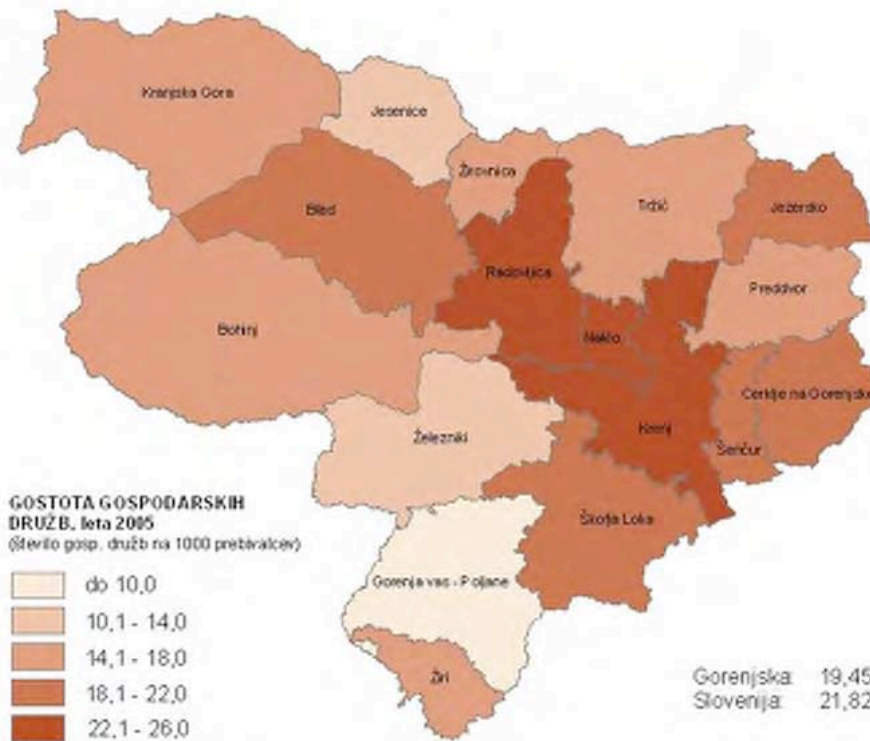 Kranjska Gora
Jesenice
Žirovnica
Bled
Tržič
Jezersko
Radovljica
Preddvor
Bohinj
Naklo
Cerklje na Gorenjske
Kranj
Železniki
Šenčur
Škofja Loka
Gorenja vas - Poljane
Žiri
GOSTOTA GOSPODARSKIH
DRUŽB, leta 2005
(število gosp. družb na 1000 prebivalcev)
do 10,0
10,1 - 14,0
14,1 - 18,0
18,1 - 22,0
22,1 - 26,0
Gorenjska: 19,45
Slovenija: 21,82